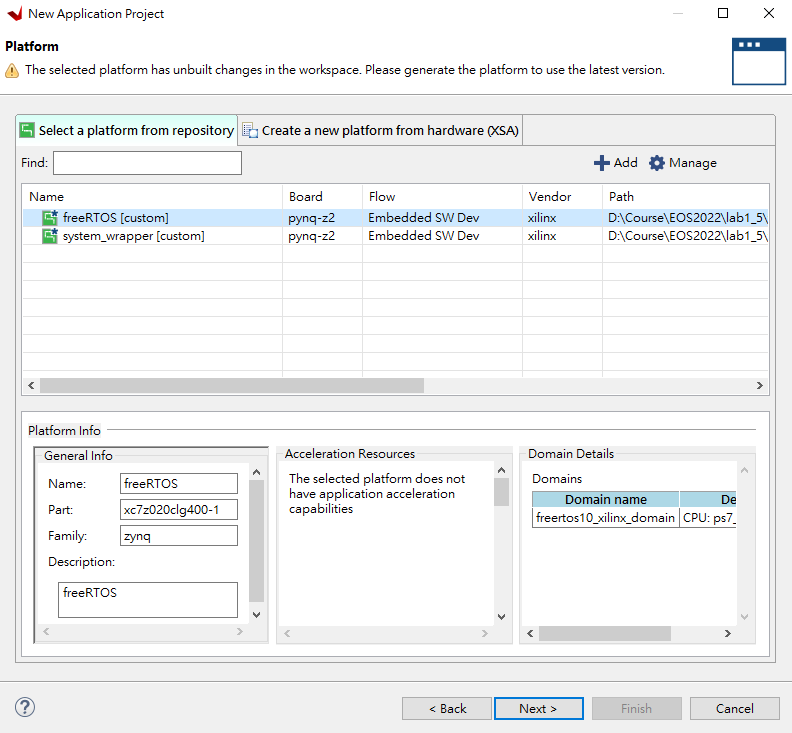 New Application Project
Platform
The selected platform has unbuilt changes in the workspace. Please generate the platform to use the latest version.
Select a platform from repository
Create a new platform from hardware (XSA)
Find:
Add
Manage
Name Board Flow Vendor Path
freeRTOS [custom] pynq-z2 Embedded SW Dev xilinx D:\Course\EOS2022\lab1_5\
system_wrapper [custom] pynq-z2 Embedded SW Dev xilinx D:\Course\EOS2022\lab1_5\
Platform Info
General Info
Name: freeRTOS
Part: xc7z020clg400-1
Family: zynq
Description:
freeRTOS
Acceleration Resources
The selected platform does not
have application acceleration
capabilities
Domain Details
Domains
Domain name De
freertos10_xilinx_domain CPU: ps7_
?
< Back
Next >
Finish
Cancel